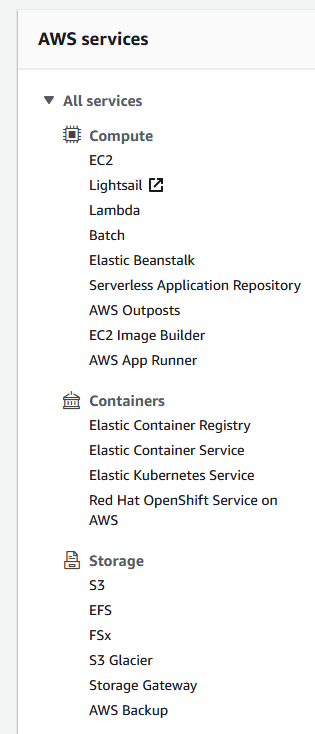 AWS services
All services
Compute
EC2
Lightsail
Lambda
Batch
Elastic Beanstalk
Serverless Application Repository
AWS Outposts
EC2 Image Builder
AWS App Runner
Containers
Elastic Container Registry
Elastic Container Service
Elastic Kubernetes Service
Red Hat OpenShift Service on
AWS
Storage
S3
EFS
FSx
S3 Glacier
Storage Gateway
AWS Backup